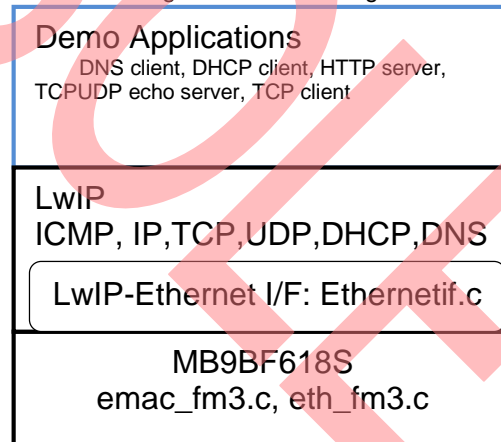 Demo Applications
DNS client, DHCP client, HTTP server,
TCPUDP echo server, TCP client
LwIP
ICMP, IP,TCP,UDP,DHCP,DNS
LwIP-Ethernet I/F: Ethernetif.c
MB9BF618S
emac_fm3.c, eth_fm3.c